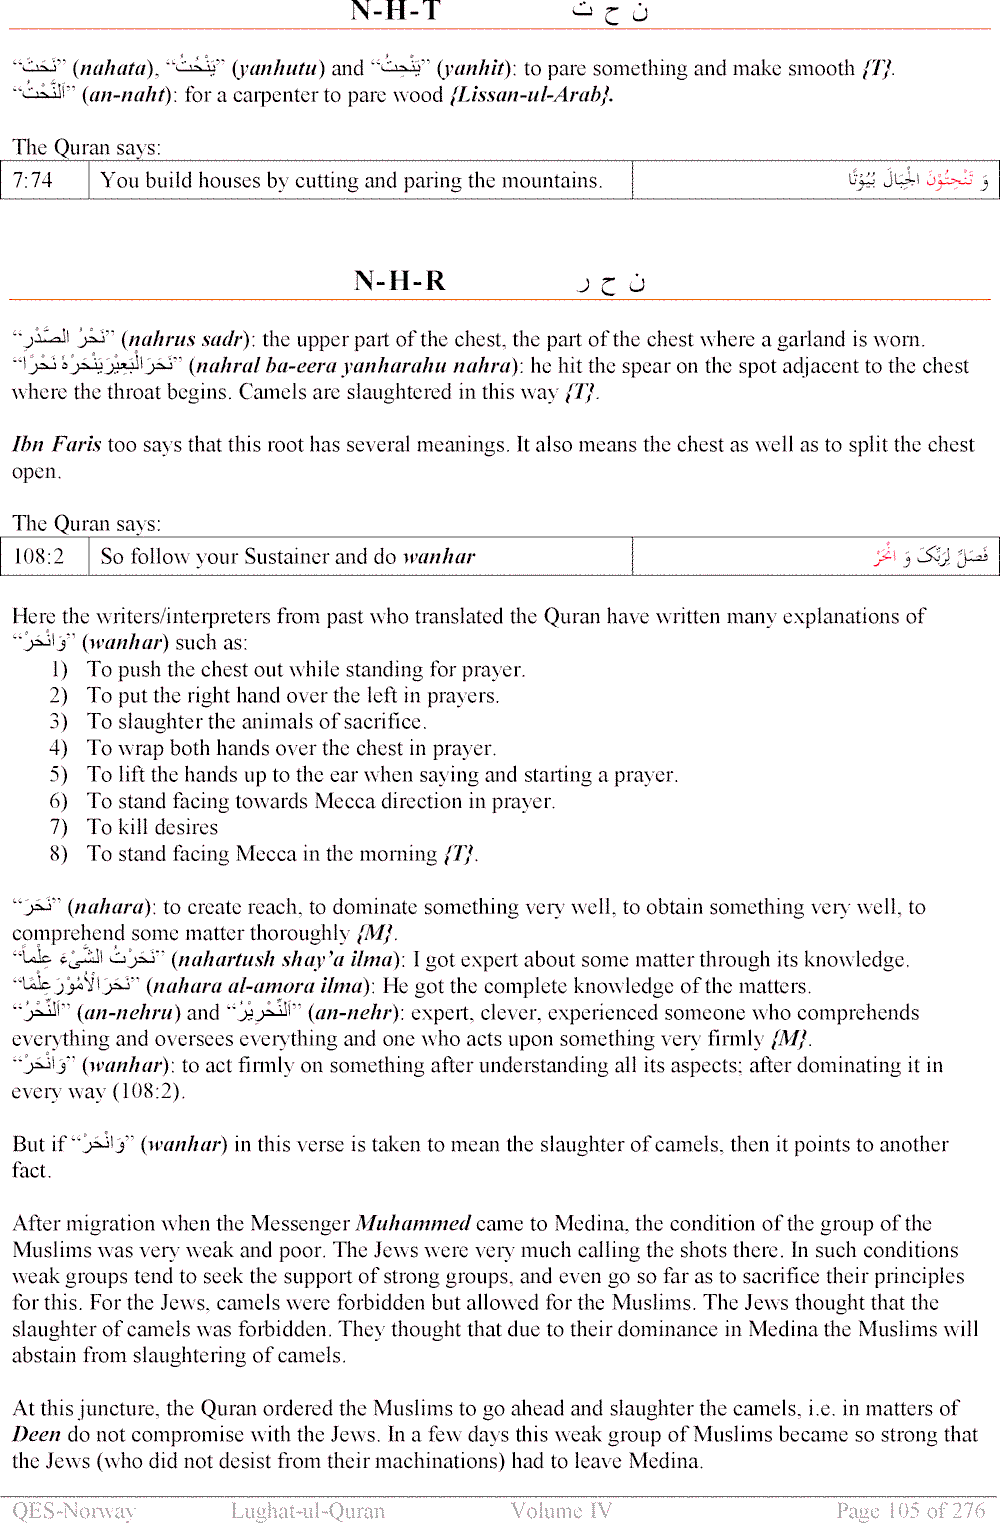 N-H-T ن ح ت
“نَحَتَ” (nahata), “يَنْحُتُ” (yanhutu) and “يَنْحِتُ” (yanhit): to pare something and make smooth {T}.
“اَلنَّحْتُ” (an-naht): for a carpenter to pare wood {Lissan-ul-Arab}.
The Quran says:
7:74 You build houses by cutting and paring the mountains. وَ تَنْحِتُوْنَ الْجِبَالَ بُيُوْتًا
N-H-R ن ح ر
“نَحْرُ الصَّدْرِ” (nahrus sadr): the upper part of the chest, the part of the chest where a garland is worn.
“نَحَرَ الْبَعِيْرَ يَنْحَرُهٗ نَحْرًا” (nahral ba-eera yanharahu nahra): he hit the spear on the spot adjacent to the chest
where the throat begins. Camels are slaughtered in this way {T}.
Ibn Faris too says that this root has several meanings. It also means the chest as well as to split the chest
open.
The Quran says:
108:2 So follow your Sustainer and do wanhar فَصَلِّ لِرَبِّکَ وَ انْحَرْ
Here the writers/interpreters from past who translated the Quran have written many explanations of
“وَانْحَرْ” (wanhar) such as:
1) To push the chest out while standing for prayer.
2) To put the right hand over the left in prayers.
3) To slaughter the animals of sacrifice.
4) To wrap both hands over the chest in prayer.
5) To lift the hands up to the ear when saying and starting a prayer.
6) To stand facing towards Mecca direction in prayer.
7) To kill desires
8) To stand facing Mecca in the morning {T}.
“نَحَرَ” (nahara): to create reach, to dominate something very well, to obtain something very well, to
comprehend some matter thoroughly {M}.
“نَحَرْتُ الشَّیْءَ عِلْماً” (nahartush shay’a ilma): I got expert about some matter through its knowledge.
“نَحَرَ الْاُمُوْرَ عِلْمًا” (nahara al-amora ilma): He got the complete knowledge of the matters.
“اَلنِّحْرُ” (an-nehru) and “اَلنِّحْرِيْرُ” (an-nehr): expert, clever, experienced someone who comprehends
everything and oversees everything and one who acts upon something very firmly {M}.
“وَانْحَرْ” (wanhar): to act firmly on something after understanding all its aspects; after dominating it in
every way (108:2).
But if “وَانْحَرْ” (wanhar) in this verse is taken to mean the slaughter of camels, then it points to another
fact.
After migration when the Messenger Muhammed came to Medina, the condition of the group of the
Muslims was very weak and poor. The Jews were very much calling the shots there. In such conditions
weak groups tend to seek the support of strong groups, and even go so far as to sacrifice their principles
for this. For the Jews, camels were forbidden but allowed for the Muslims. The Jews thought that the
slaughter of camels was forbidden. They thought that due to their dominance in Medina the Muslims will
abstain from slaughtering of camels.
At this juncture, the Quran ordered the Muslims to go ahead and slaughter the camels, i.e. in matters of
Deen do not compromise with the Jews. In a few days this weak group of Muslims became so strong that
the Jews (who did not desist from their machinations) had to leave Medina.
QES-Norway Lughat-ul-Quran Volume IV Page 105 of 276